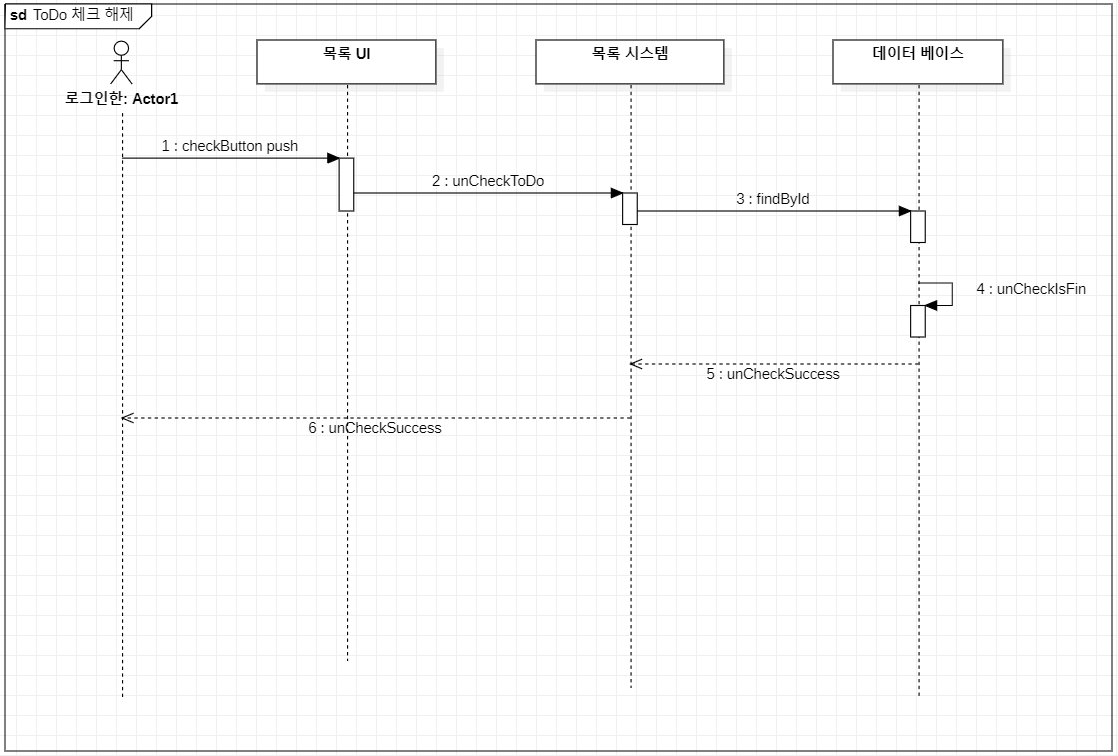 sd ToDo 체크 해제
목록 UI
목록 시스템
데이터 베이스
로그인한: Actor1
1 : checkButton push
2 : unCheckToDo
3 : findById
4 : unCheckIsFin
5 : unCheckSuccess
6 : unCheckSuccess